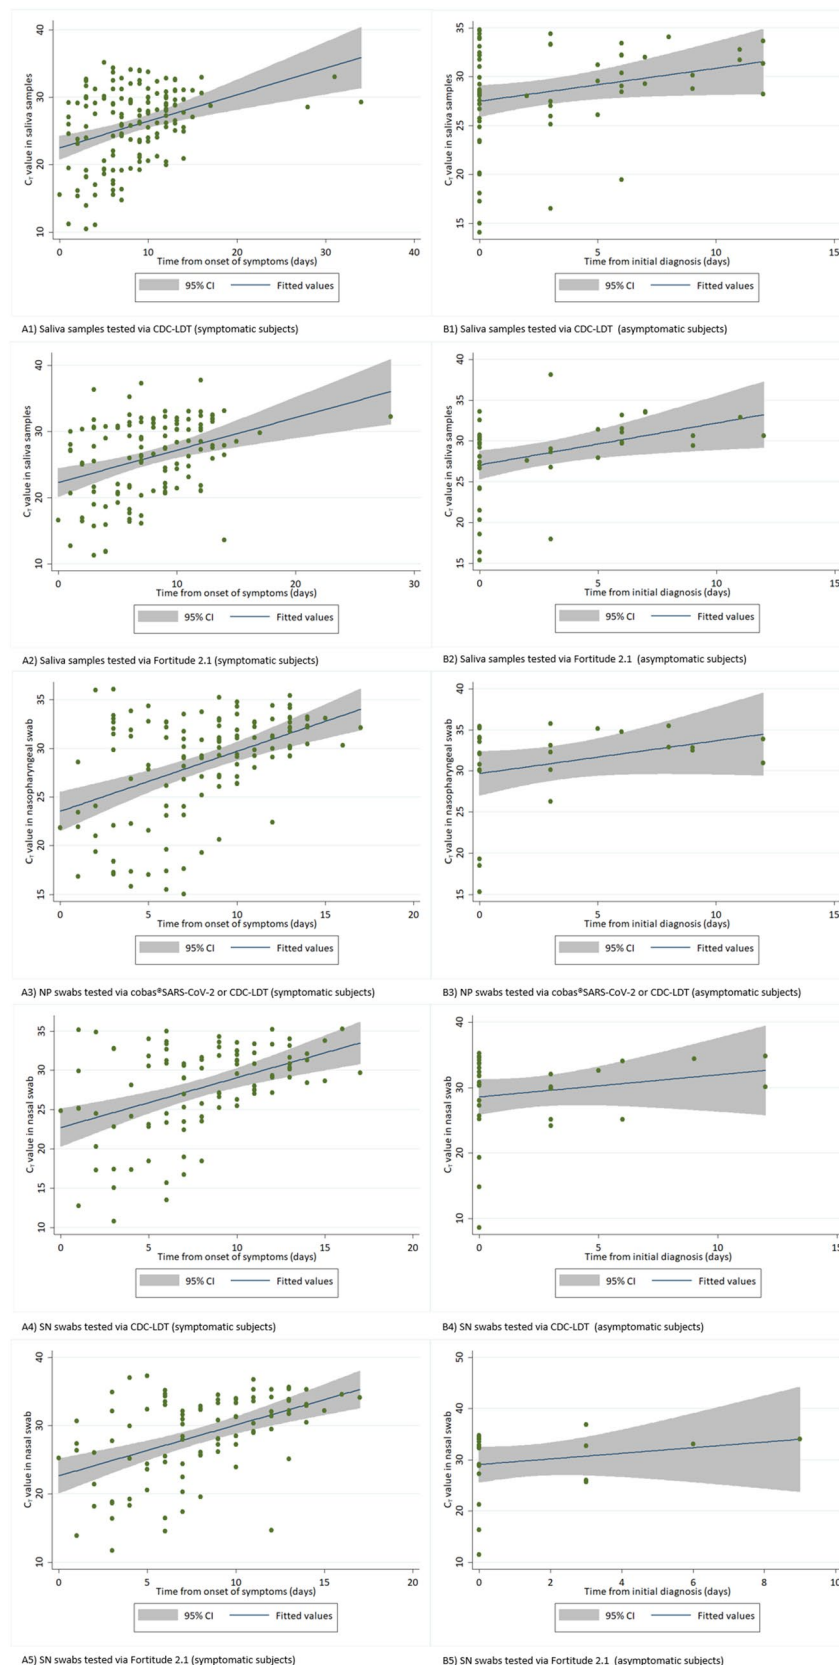 40
30
20
10
C_T value in saliva samples
0 10 20 30 40
Time from onset of symptoms (days)
95% CI Fitted values
A1) Saliva samples tested via CDC-LDT (symptomatic subjects)
35
30
25
20
15
C_T value in saliva samples
0 5 10 15
Time from initial diagnosis (days)
95% CI Fitted values
B1) Saliva samples tested via CDC-LDT (asymptomatic subjects)
40
30
20
10
C_T value in saliva samples
0 10 20 30
Time from onset of symptoms (days)
95% CI Fitted values
A2) Saliva samples tested via Fortitude 2.1 (symptomatic subjects)
40
35
30
25
20
15
C_T value in saliva samples
0 5 10 15
Time from initial diagnosis (days)
95% CI Fitted values
B2) Saliva samples tested via Fortitude 2.1 (asymptomatic subjects)
35
30
25
20
15
C_T value in nasopharyngeal swab
0 5 10 15 20
Time from onset of symptoms (days)
95% CI Fitted values
A3) NP swabs tested via cobas®SARS-CoV-2 or CDC-LDT (symptomatic subjects)
40
35
30
25
20
15
C_T value in nasopharyngeal swab
0 5 10 15
Time from initial diagnosis (days)
95% CI Fitted values
B3) NP swabs tested via cobas®SARS-CoV-2 or CDC-LDT (asymptomatic subjects)
35
30
25
20
15
10
C_T value in nasal swab
0 5 10 15 20
Time from onset of symptoms (days)
95% CI Fitted values
A4) SN swabs tested via CDC-LDT (symptomatic subjects)
40
30
20
10
C_T value in nasal swab
0 5 10 15
Time from initial diagnosis (days)
95% CI Fitted values
B4) SN swabs tested via CDC-LDT (asymptomatic subjects)
40
30
20
10
C_T value in nasal swab
0 5 10 15 20
Time from onset of symptoms (days)
95% CI Fitted values
A5) SN swabs tested via Fortitude 2.1 (symptomatic subjects)
50
40
30
20
10
C_T value in nasal swab
0 2 4 6 8 10
Time from initial diagnosis (days)
95% CI Fitted values
B5) SN swabs tested via Fortitude 2.1 (asymptomatic subjects)